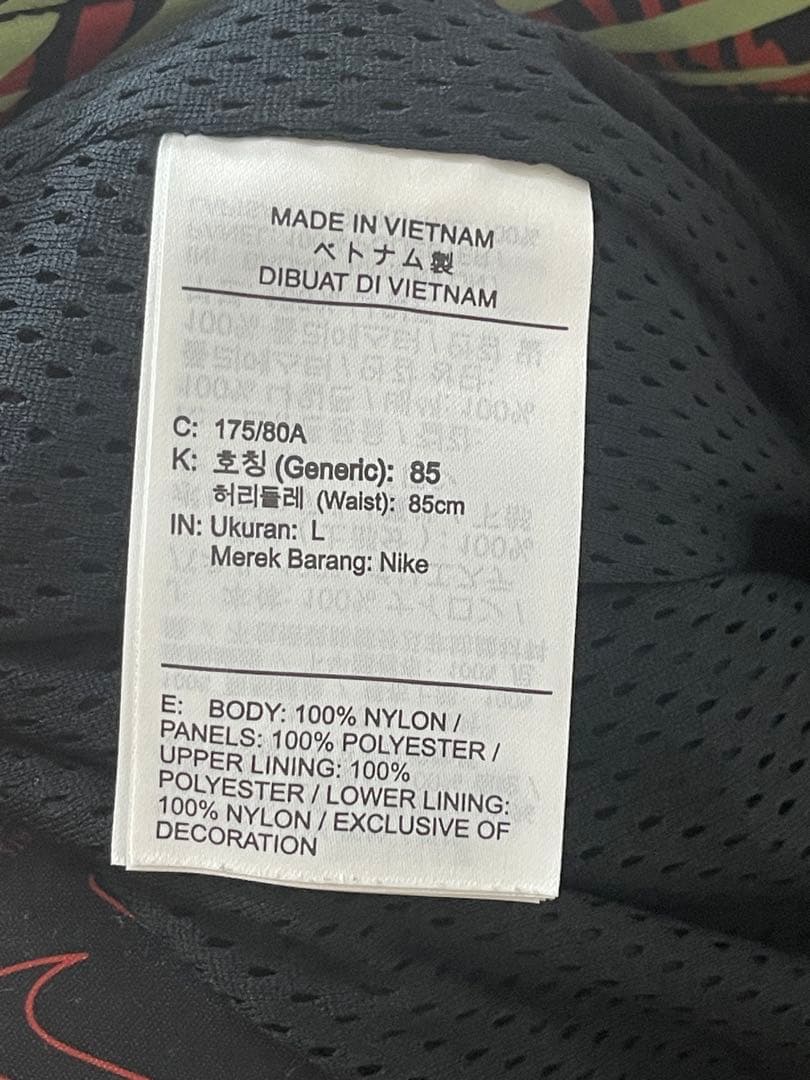 MADE IN VIETNAM
ベトナム製
DIBUAT DI VIETNAM
C: 175/80A
K: 호칭 (Generic): 85
허리둘레 (Waist): 85cm
IN: Ukuran: L
Merek Barang: Nike
E: BODY: 100% NYLON /
PANELS: 100% POLYESTER /
UPPER LINING: 100%
POLYESTER / LOWER LINING:
100% NYLON / EXCLUSIVE OF
DECORATION